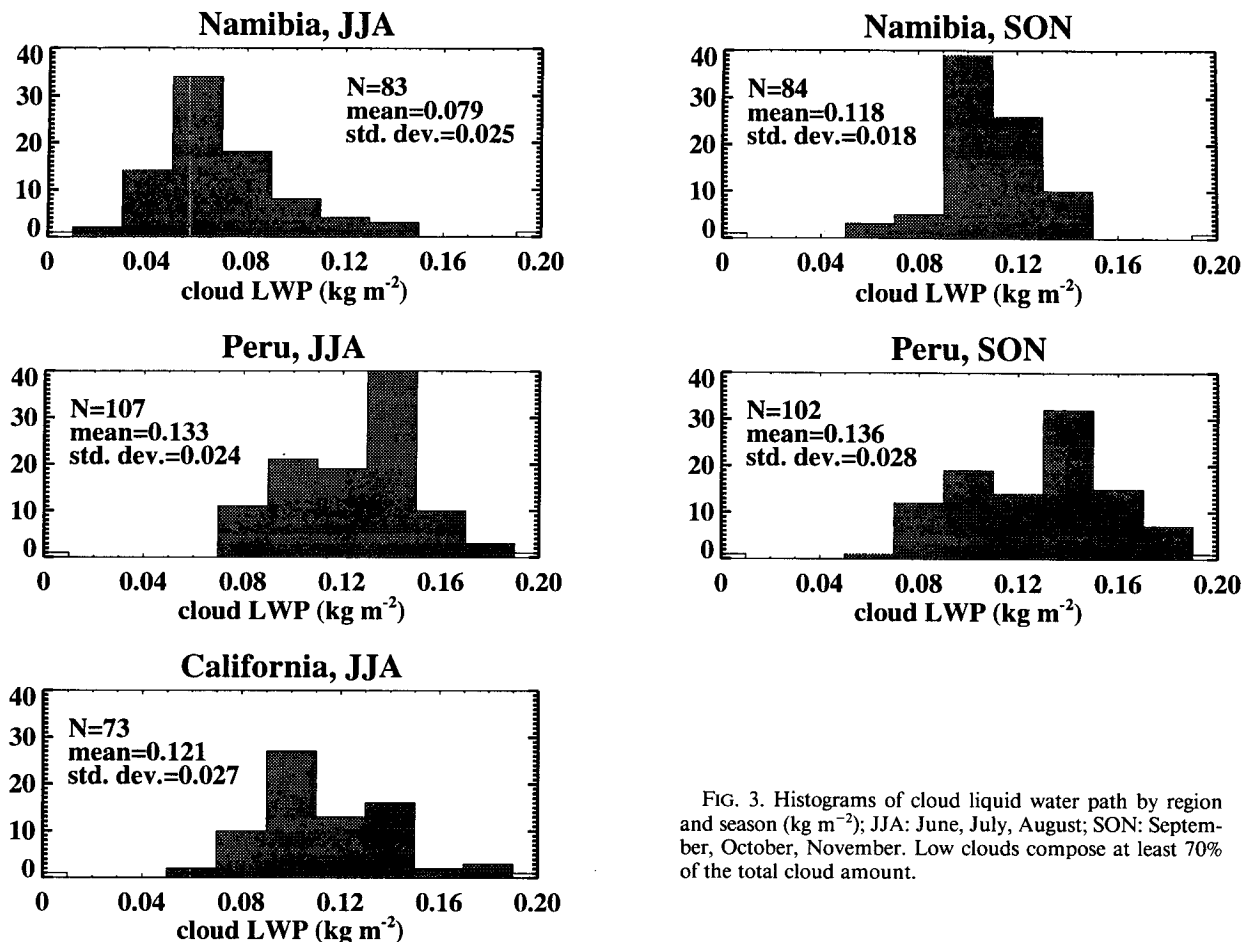 Namibia, JJA
40
30
20
10
0
N=83
mean=0.079
std. dev.=0.025
0 0.04 0.08 0.12 0.16 0.20
cloud LWP (kg m-2)
Namibia, SON
40
30
20
10
0
N=84
mean=0.118
std. dev.=0.018
0 0.04 0.08 0.12 0.16 0.20
cloud LWP (kg m-2)
Peru, JJA
40
30
20
10
0
N=107
mean=0.133
std. dev.=0.024
0 0.04 0.08 0.12 0.16 0.20
cloud LWP (kg m-2)
Peru, SON
40
30
20
10
0
N=102
mean=0.136
std. dev.=0.028
0 0.04 0.08 0.12 0.16 0.20
cloud LWP (kg m-2)
California, JJA
40
30
20
10
0
N=73
mean=0.121
std. dev.=0.027
0 0.04 0.08 0.12 0.16 0.20
cloud LWP (kg m-2)
FIG. 3. Histograms of cloud liquid water path by region
and season (kg m−2); JJA: June, July, August; SON: Septem-
ber, October, November. Low clouds compose at least 70%
of the total cloud amount.